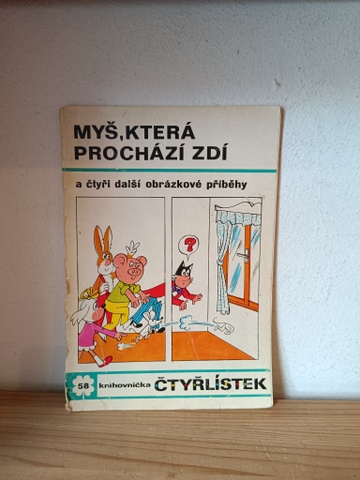 MYŠ, KTERÁ
PROCHÁZÍ ZDÍ
a čtyři další obrázkové příběhy
?
58 knihovnička ČTYŘLÍSTEK